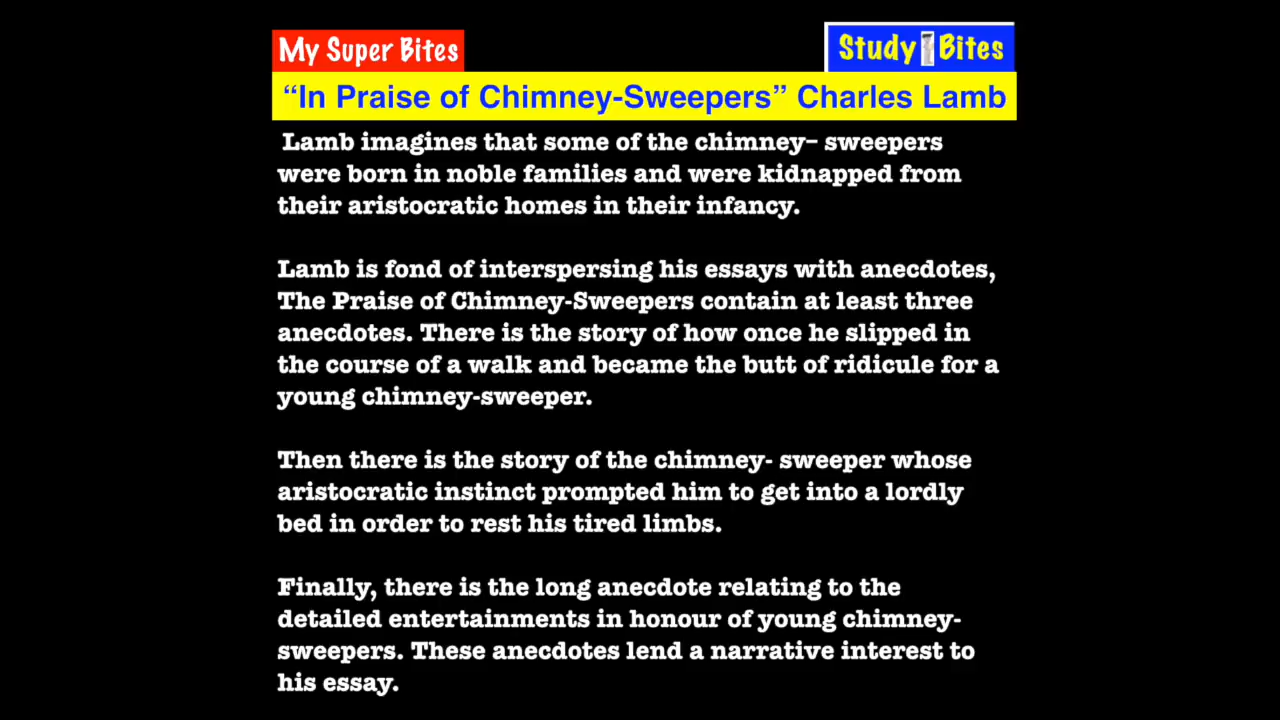 My Super Bites
Study Bites
“In Praise of Chimney-Sweepers” Charles Lamb
Lamb imagines that some of the chimney– sweepers
were born in noble families and were kidnapped from
their aristocratic homes in their infancy.
Lamb is fond of interspersing his essays with anecdotes,
The Praise of Chimney-Sweepers contain at least three
anecdotes. There is the story of how once he slipped in
the course of a walk and became the butt of ridicule for a
young chimney-sweeper.
Then there is the story of the chimney- sweeper whose
aristocratic instinct prompted him to get into a lordly
bed in order to rest his tired limbs.
Finally, there is the long anecdote relating to the
detailed entertainments in honour of young chimney-
sweepers. These anecdotes lend a narrative interest to
his essay.